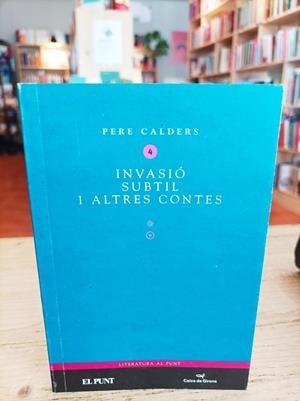 PERE CALDERS
4
INVASIÓ
SUBTIL
I ALTRES CONTES
LITERATURA AL PUNT
EL PUNT
Caixa de Girona